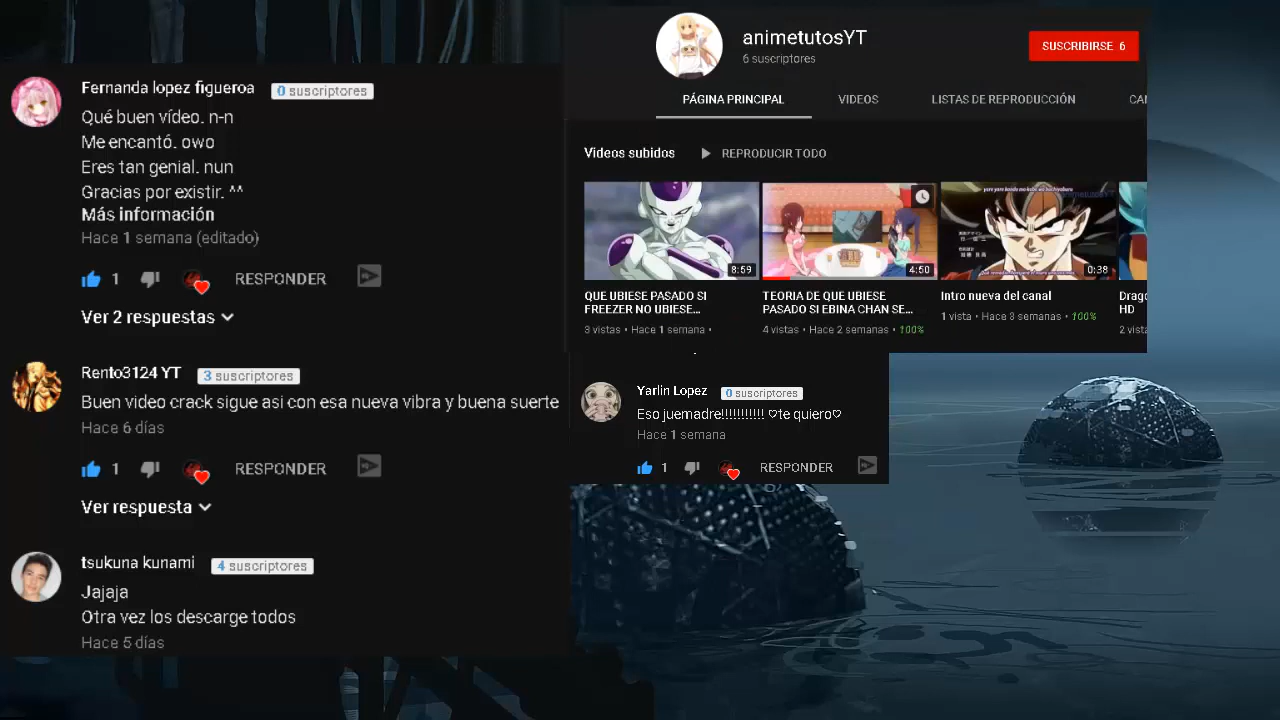 Fernanda lopez figueroa 0 suscriptores
Qué buen vídeo. n-n
Me encantó. owo
Eres tan genial. nun
Gracias por existir. ^^
Más información
Hace 1 semana (editado)
1 RESPONDER
Ver 2 respuestas
Rento3124 YT 3 suscriptores
Buen video crack sigue asi con esa nueva vibra y buena suerte
Hace 6 días
1 RESPONDER
Ver respuesta
tsukuna kunami 4 suscriptores
Jajaja
Otra vez los descarge todos
Hace 5 días
animetutosYT
6 suscriptores
SUSCRIBIRSE 6
PÁGINA PRINCIPAL VIDEOS LISTAS DE REPRODUCCIÓN CAN
Videos subidos REPRODUCIR TODO
8:59 4:50 0:38
QUE UBIESE PASADO SI
FREEZER NO UBIESE...
3 vistas • Hace 1 semana •
TEORIA DE QUE UBIESE
PASADO SI EBINA CHAN SE...
4 vistas • Hace 2 semanas • 100%
Intro nueva del canal
1 vista • Hace 3 semanas • 100%
Drago
HD
2 vista
Yarlin Lopez 0 suscriptores
Eso juemadre!!!!!!!!!!! ♡te quiero♡
Hace 1 semana
1 RESPONDER